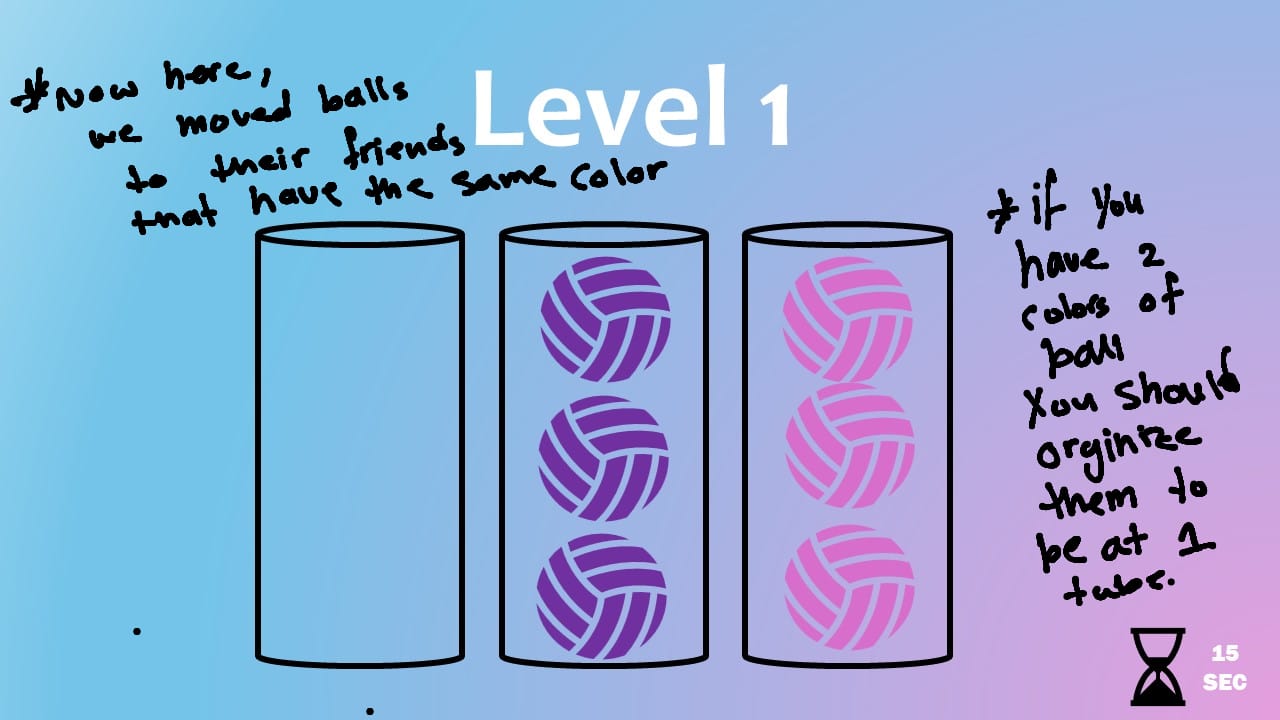 Level 1
*Now here,
we moved balls
to their friends
that have the same color
* if you
have 2
colors of
ball
You should
orginize
them to
be at 1
tube.
15
SEC